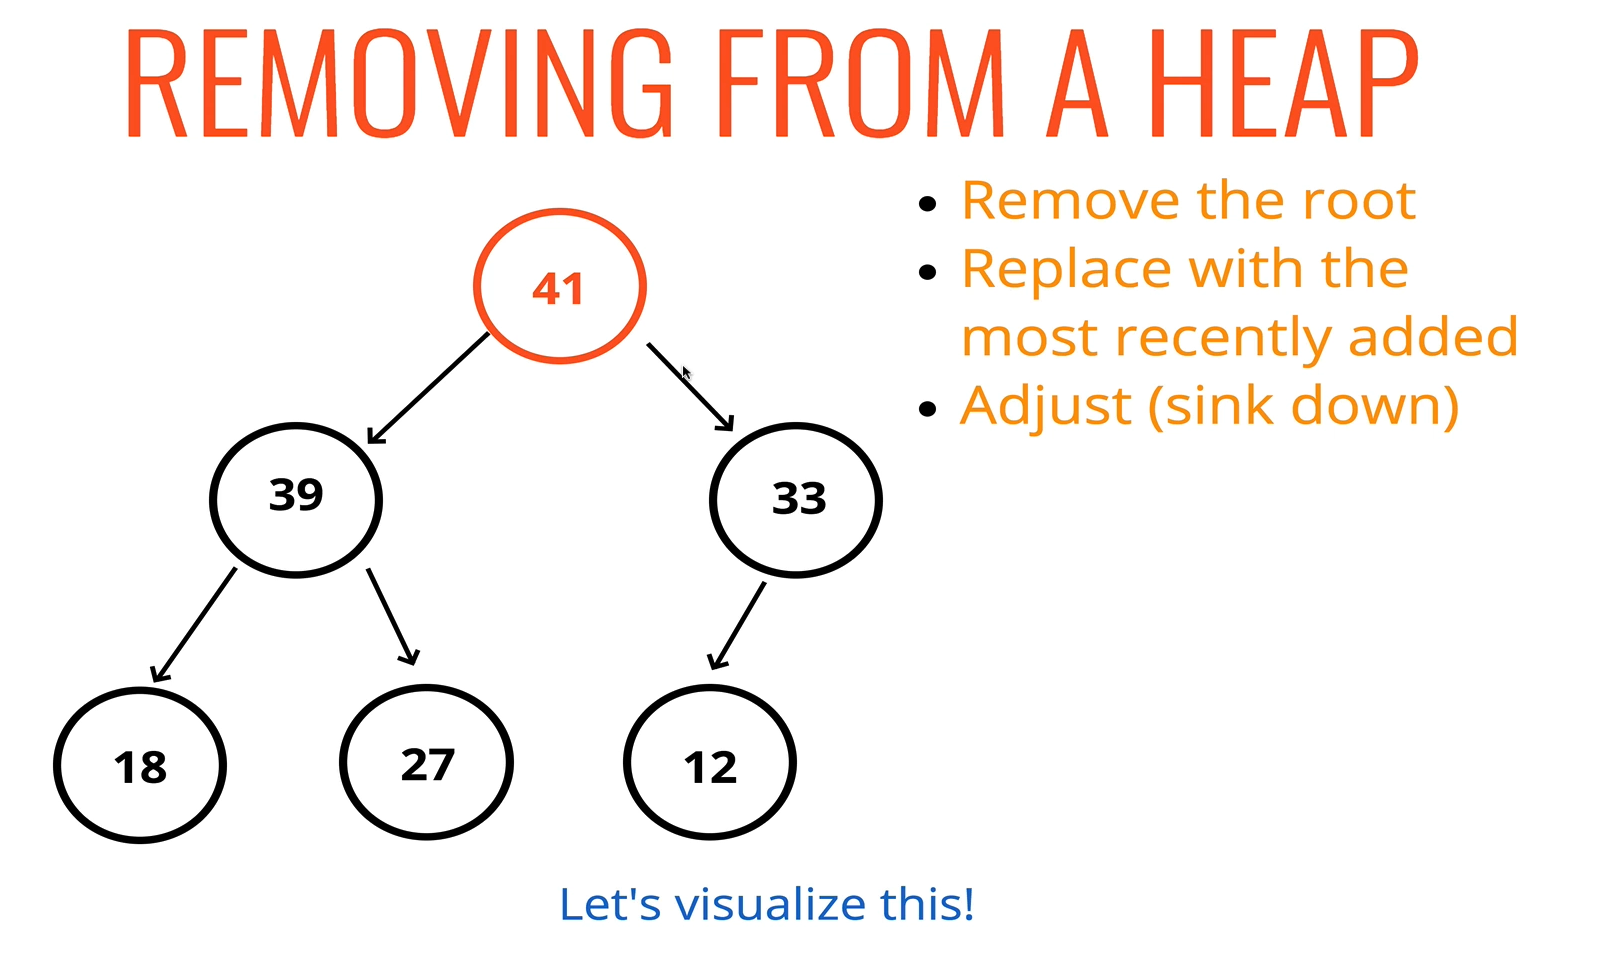 REMOVING FROM A HEAP
Remove the root
Replace with the
most recently added
Adjust (sink down)
41
39
33
18
27
12
Let's visualize this!